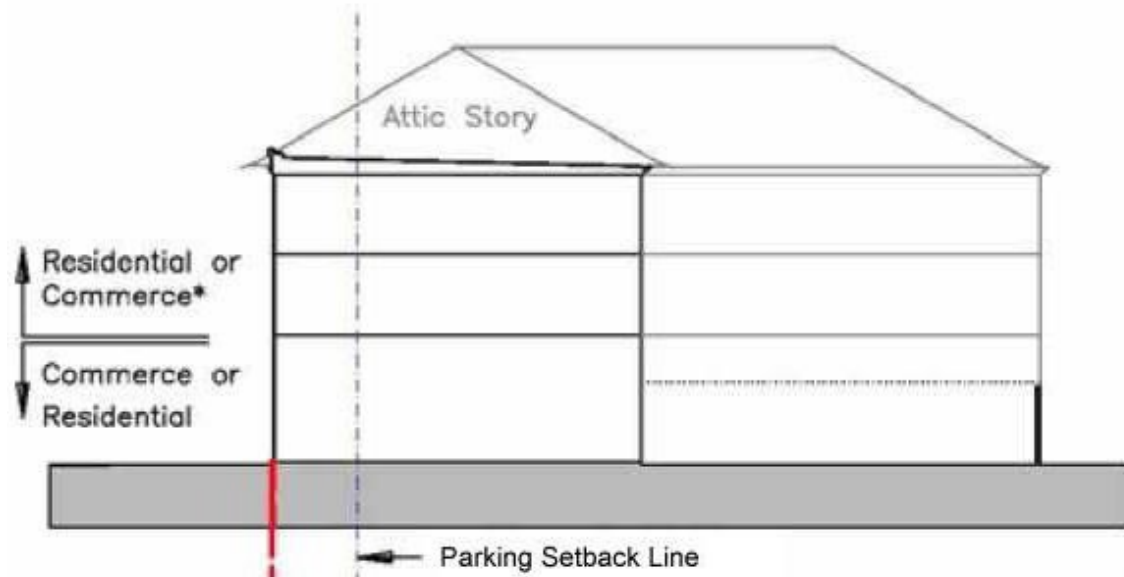 Attic Story
Residential or
Commerce*
Commerce or
Residential
Parking Setback Line